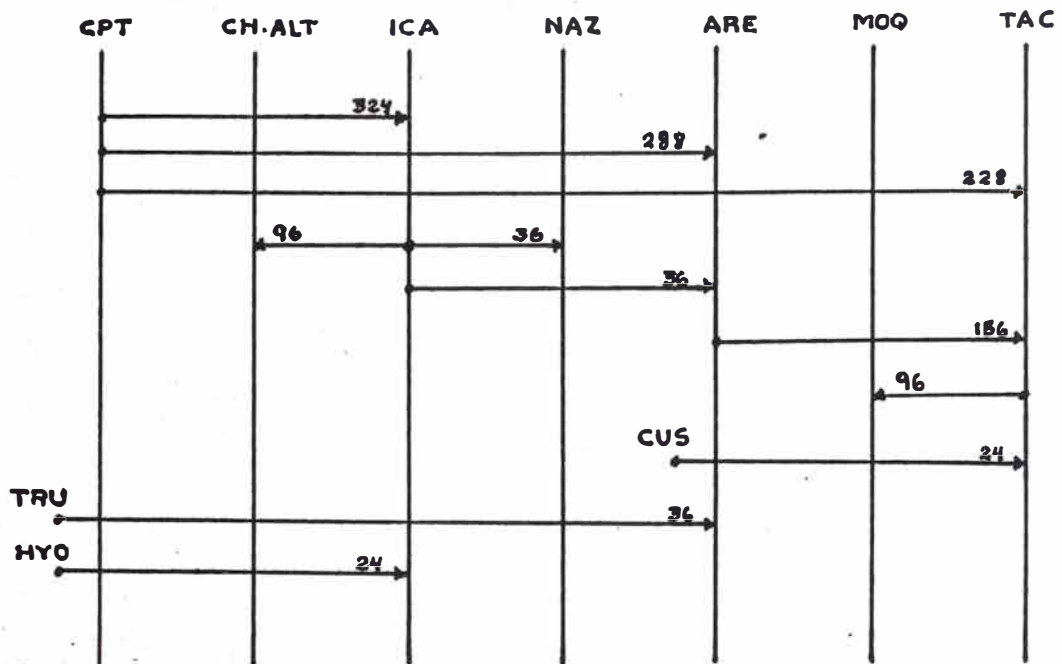 CPT CH.ALT ICA NAZ ARE MOQ TAC
324
288
228
96 36
36
156
96
CUS
24
TRU
36
HYO
24